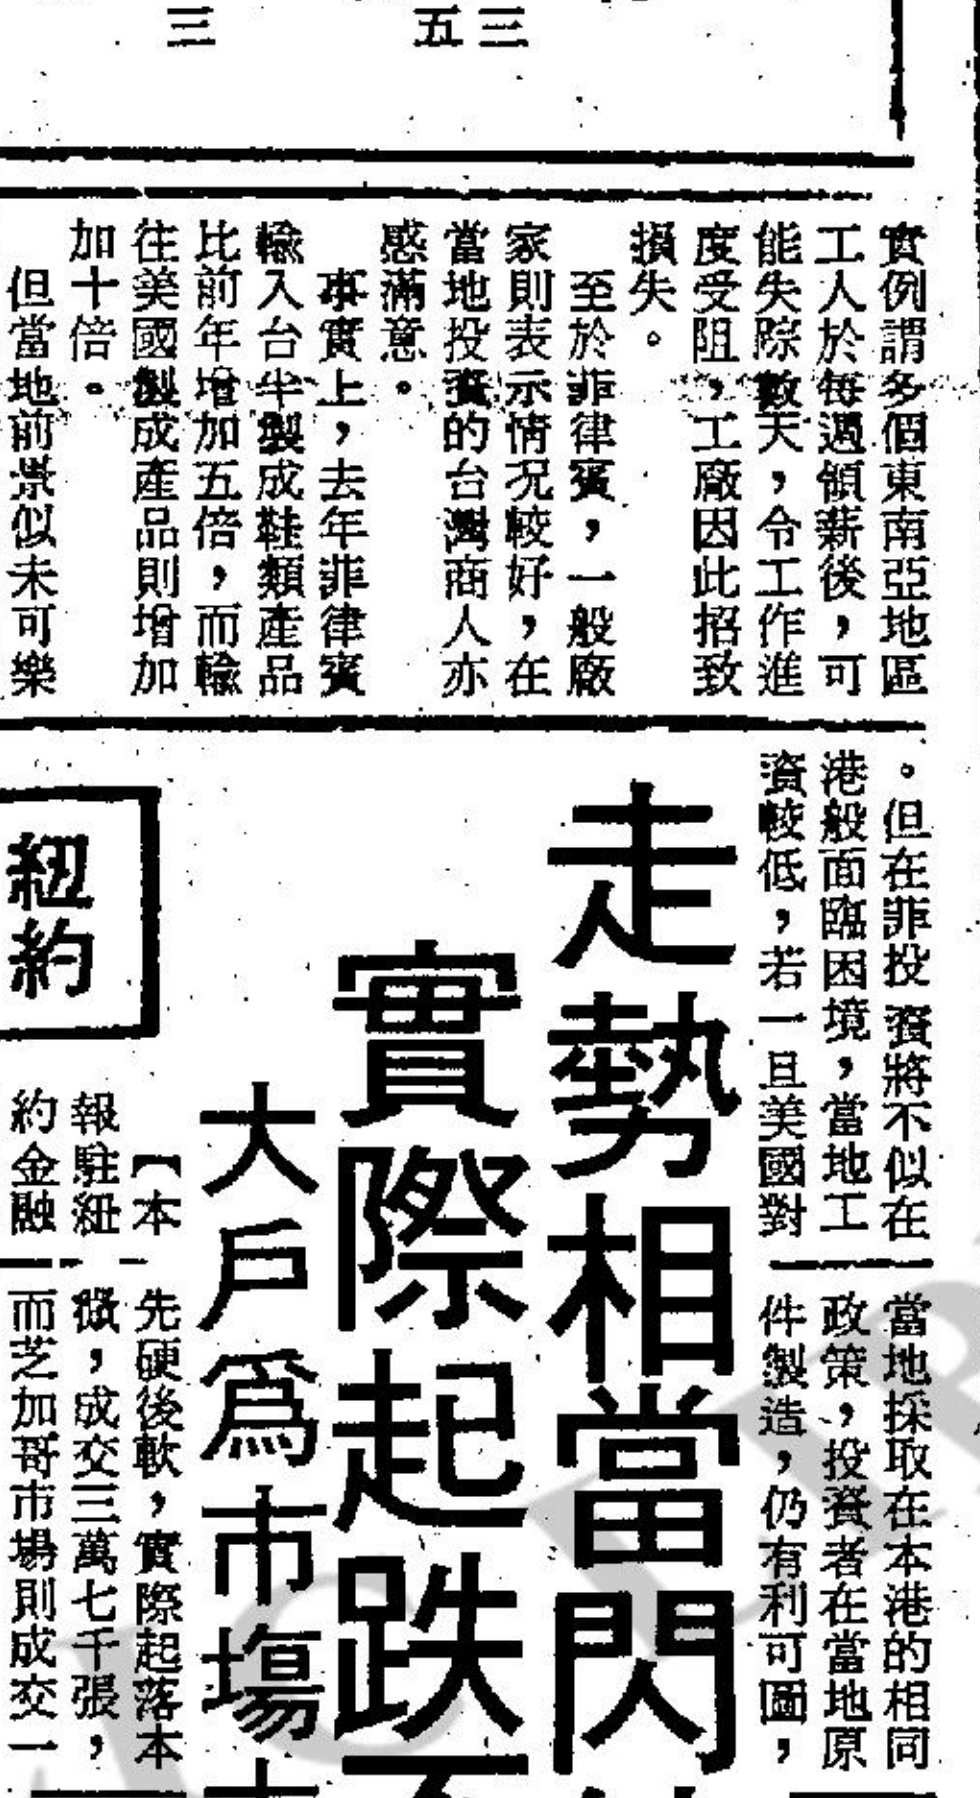 五三
三
實例謂多個東南亞地區
工人於每週領薪後，可
能失踪數天，令工作進
度受阻，工廠因此招致
損失。
至於菲律賓，一般廠
家則表示情況較好，在
當地投資的台灣商人亦
感滿意。
事實上，去年菲律賓
輸入台半製成鞋類產品
比前年增加五倍，而輸
往美國製成產品則增加
加十倍。
但當地前景似未可樂
。但在菲投資將不似在
港般面臨困境，當地工
資較低，若一旦美國對
當地採取在本港的相同
政策，投資者在當地原
件製造，仍有利可圖，
走勢相當閃
實際起跌
大戶爲市場
紐約
【本
報駐紐
約金融
先硬後軟，實際起落本
微，成交三萬七千張，
而芝加哥市場則成交一